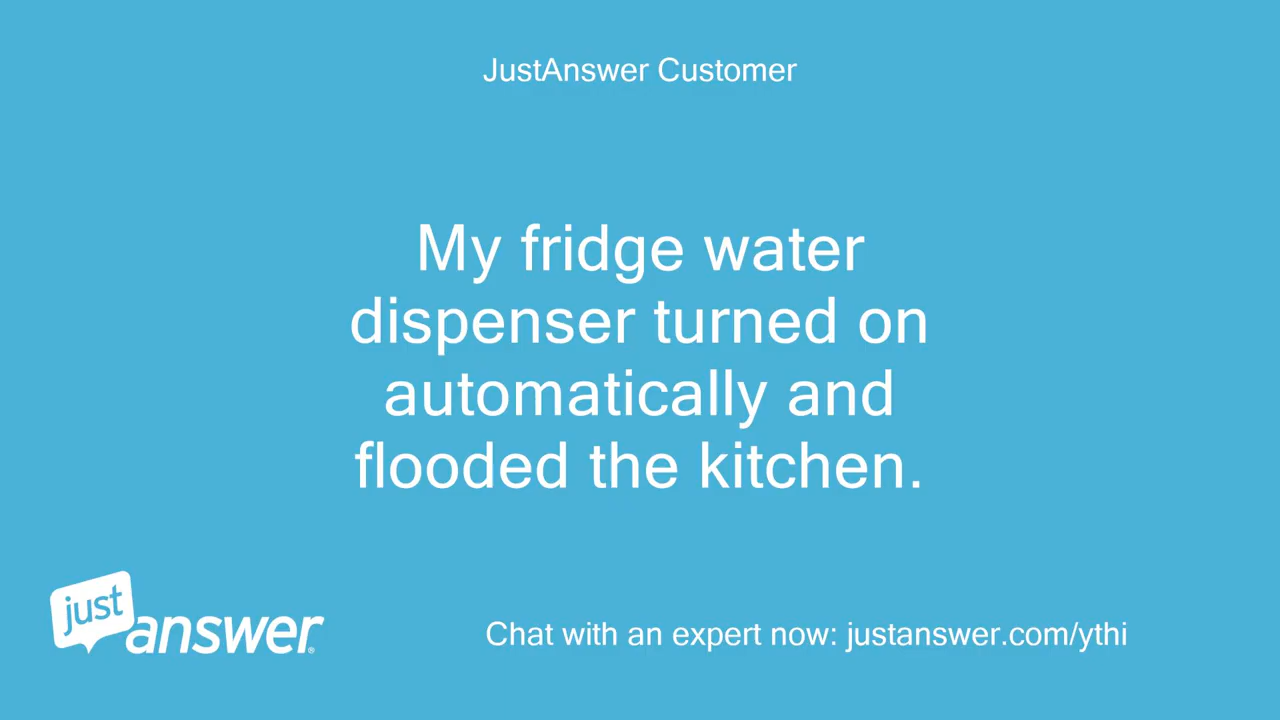 JustAnswer Customer
My fridge water
dispenser turned on
automatically and
flooded the kitchen.
just
answer®
Chat with an expert now: justanswer.com/ythi